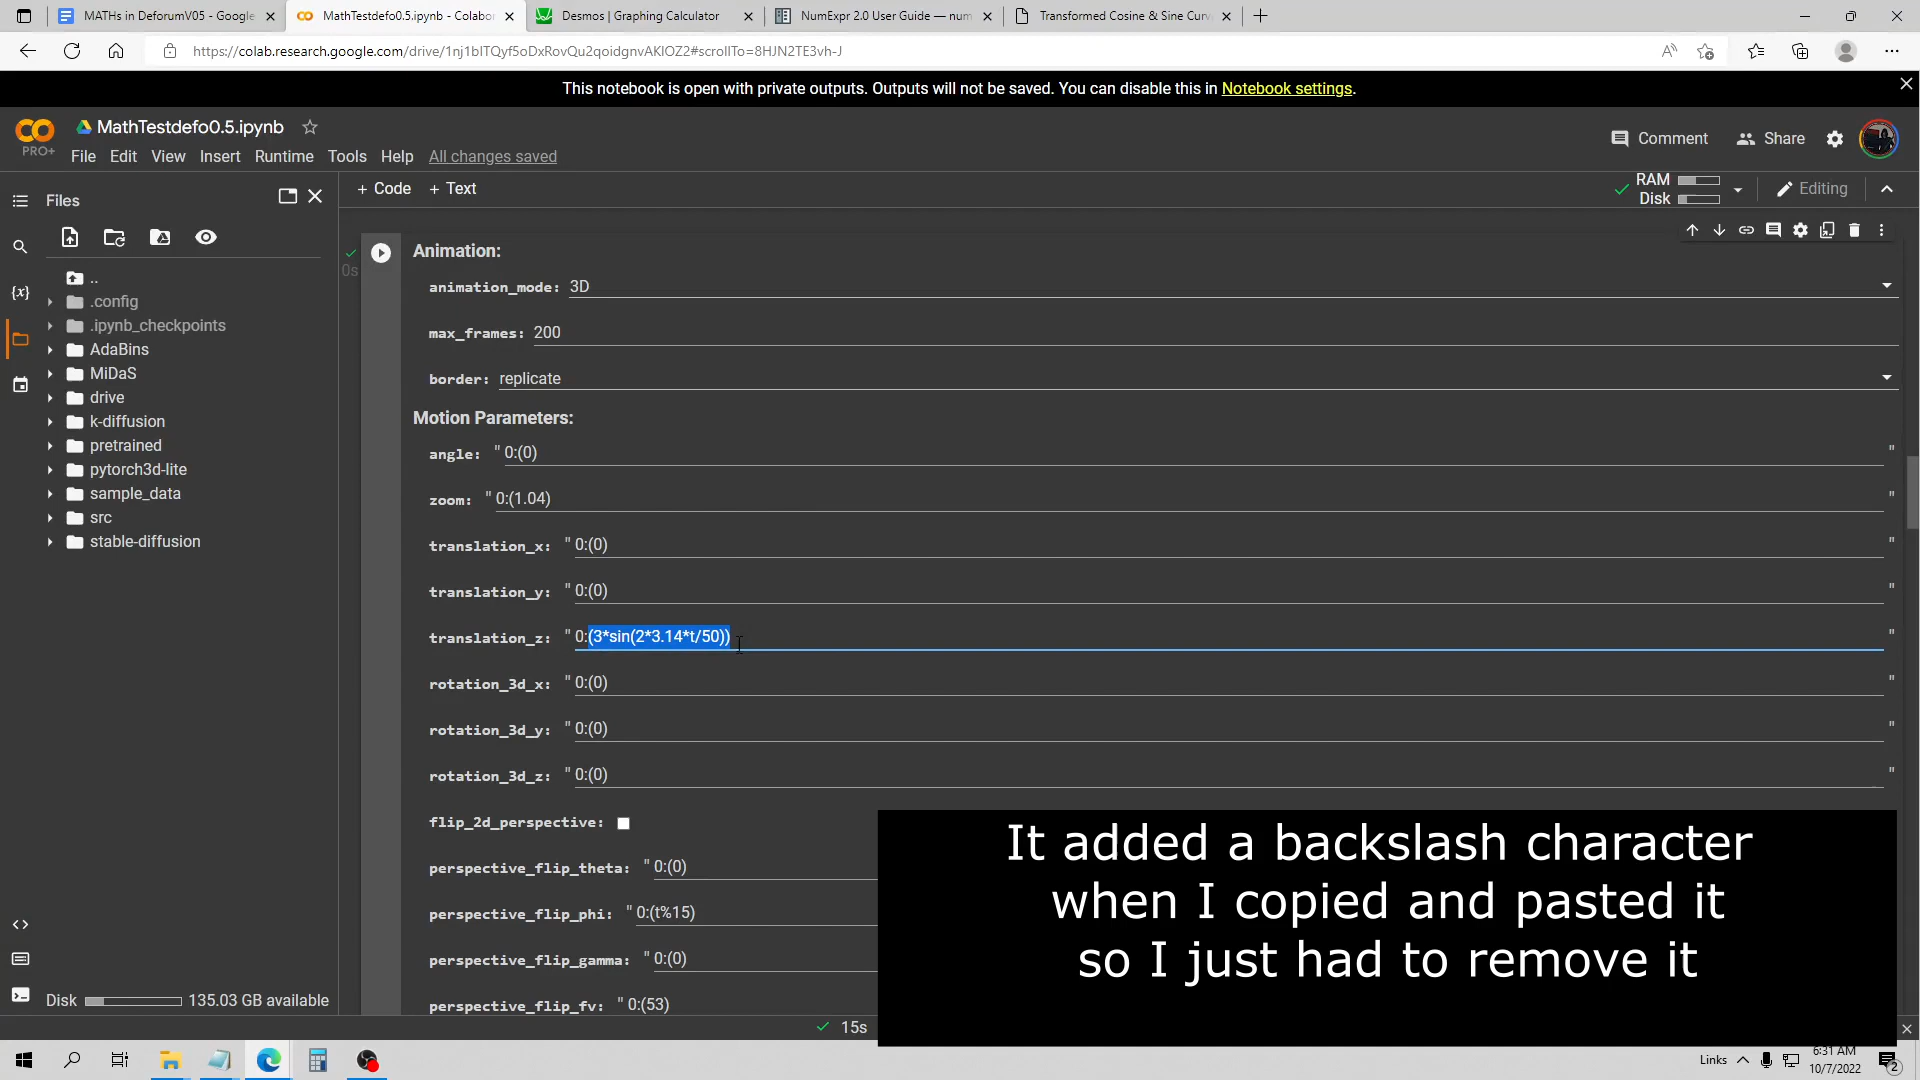 MATHs in DeforumV05 - Google
MathTestdefo0.5.ipynb - Colabor
Desmos | Graphing Calculator
NumExpr 2.0 User Guide — num
Transformed Cosine & Sine Curv
https://colab.research.google.com/drive/1nj1bITQyf5oDxRovQu2qoidgnvAKIOZ2#scrollTo=8HJN2TE3vh-J
This notebook is open with private outputs. Outputs will not be saved. You can disable this in Notebook settings.
MathTestdefo0.5.ipynb
PRO+
File Edit View Insert Runtime Tools Help All changes saved
Comment Share
Files
+ Code + Text
RAM
Disk
Editing
..
.config
.ipynb_checkpoints
AdaBins
MiDaS
drive
k-diffusion
pretrained
pytorch3d-lite
sample_data
src
stable-diffusion
Disk 135.03 GB available
0s
Animation:
animation_mode: 3D
max_frames: 200
border: replicate
Motion Parameters:
angle: " 0:(0) "
zoom: " 0:(1.04) "
translation_x: " 0:(0) "
translation_y: " 0:(0) "
translation_z: " 0:(3*sin(2*3.14*t/50)) "
rotation_3d_x: " 0:(0) "
rotation_3d_y: " 0:(0) "
rotation_3d_z: " 0:(0) "
flip_2d_perspective:
perspective_flip_theta: " 0:(0)
perspective_flip_phi: " 0:(t%15)
perspective_flip_gamma: " 0:(0)
perspective_flip_fv: " 0:(53)
It added a backslash character
when I copied and pasted it
so I just had to remove it
15s
Links
6:31 AM
10/7/2022
2